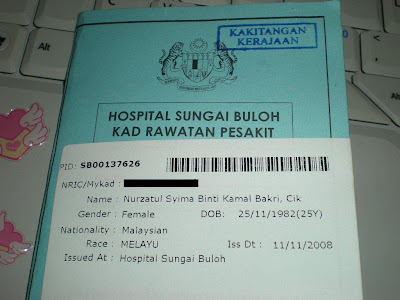 KAKITANGAN
KERAJAAN
HOSPITAL SUNGAI BULOH
KAD RAWATAN PESAKIT
PID: SB00137626
NRIC/Mykad :
Name : Nurzatul Syima Binti Kamal Bakri, Cik
Gender : Female DOB: 25/11/1982(25Y)
Nationality : Malaysian
Race : MELAYU Iss Dt : 11/11/2008
Issued At : Hospital Sungai Buloh
Alt
Alt